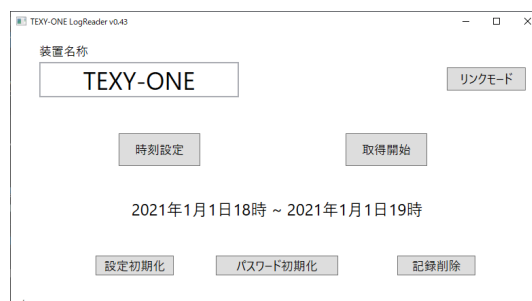 TEXY-ONE LogReader v0.43
装置名称
TEXY-ONE
リンクモード
時刻設定
取得開始
2021年1月1日18時 ~ 2021年1月1日19時
設定初期化
パスワード初期化
記録削除